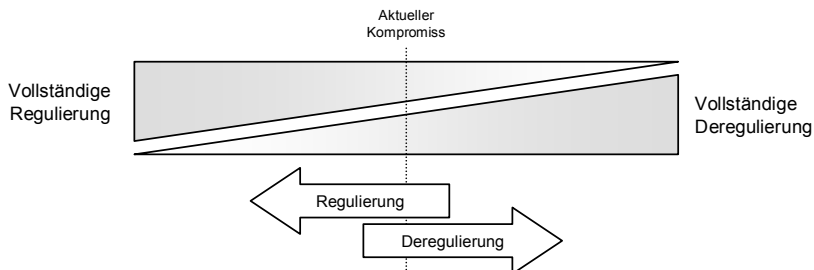 Aktueller
Kompromiss
Vollständige
Regulierung
Vollständige
Deregulierung
Regulierung
Deregulierung